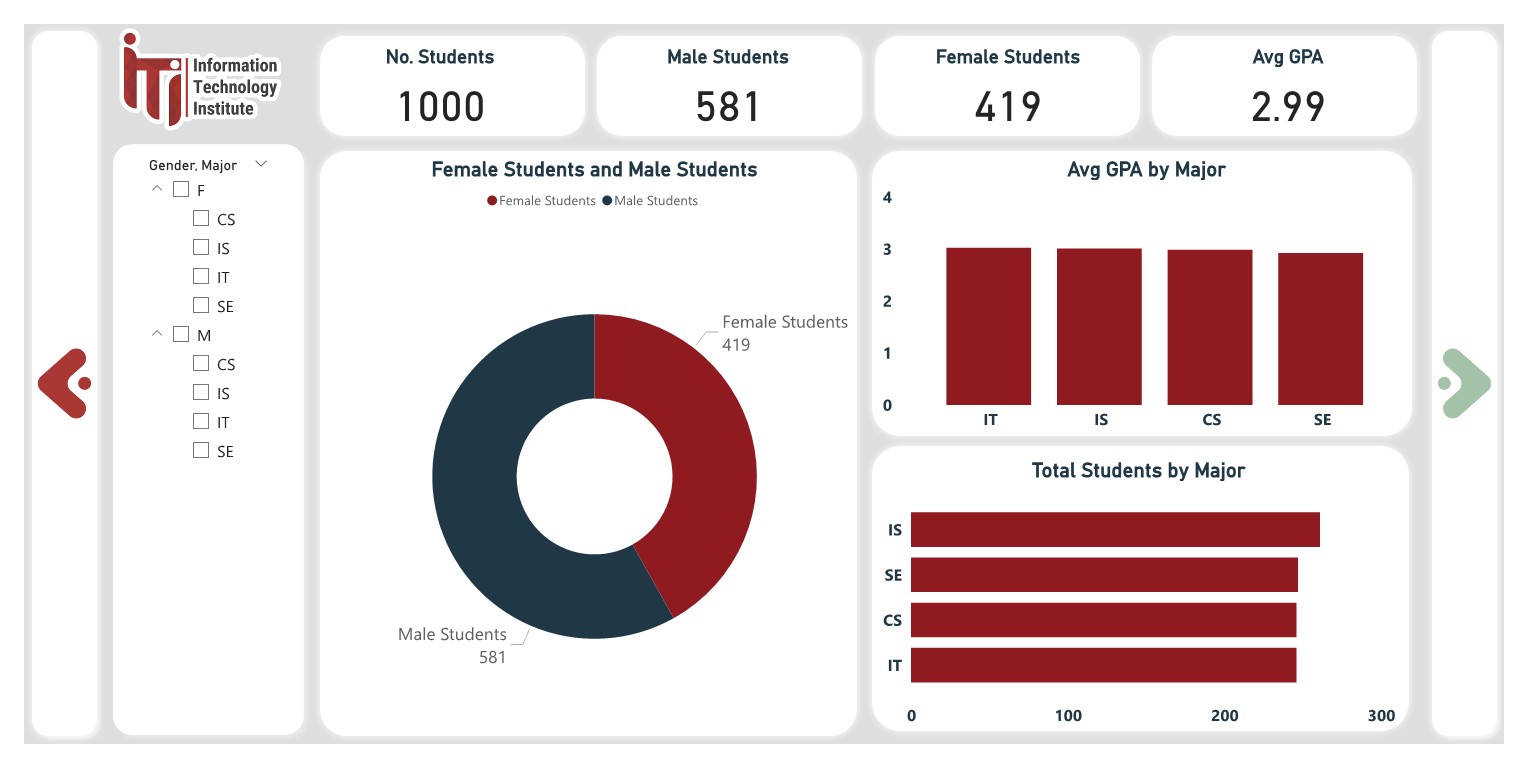 iTi
Information
Technology
Institute
No. Students
1000
Male Students
581
Female Students
419
Avg GPA
2.99
Gender, Major
F
CS
IS
IT
SE
M
CS
IS
IT
SE
Female Students and Male Students
Female Students Male Students
Female Students
419
Male Students
581
Avg GPA by Major
4
3
2
1
0
IT IS CS SE
Total Students by Major
IS
SE
CS
IT
0 100 200 300